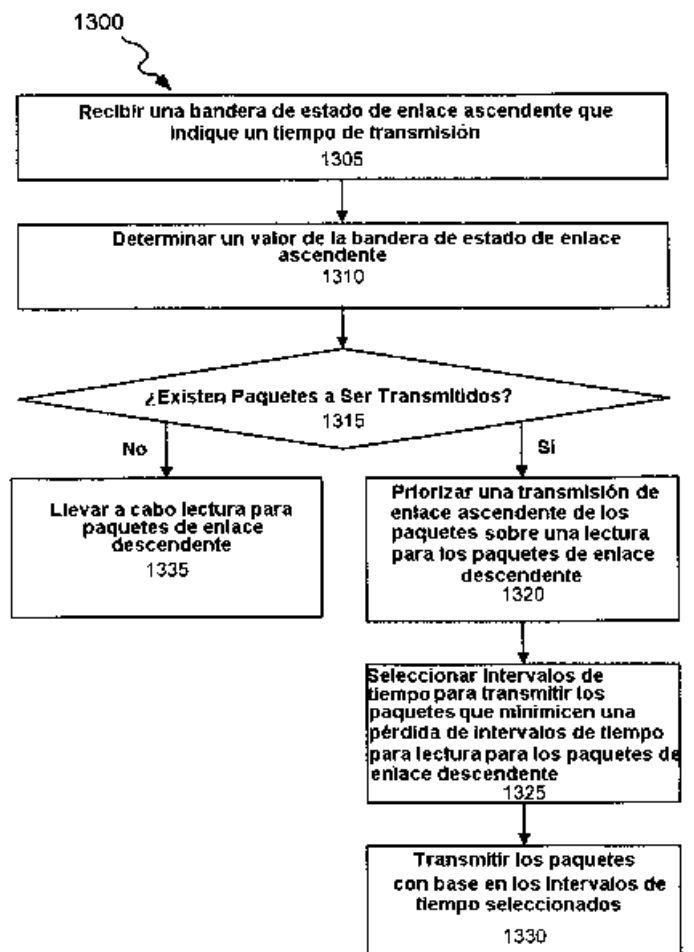 1300
Recibir una bandera de estado de enlace ascendente que
indique un tiempo de transmisión
1305
Determinar un valor de la bandera de estado de enlace
ascendente
1310
¿Existen Paquetes a Ser Transmitidos?
1315
No
Sí
Llevar a cabo lectura para
paquetes de enlace
descendente
1335
Priorizar una transmisión de
enlace ascendente de los
paquetes sobre una lectura
para los paquetes de enlace
descendente
1320
Seleccionar intervalos de
tiempo para transmitir los
paquetes que minimicen una
pérdida de intervalos de tiempo
para lectura para los paquetes de
enlace descendente
1325
Transmitir los paquetes
con base en los intervalos de
tiempo seleccionados
1330